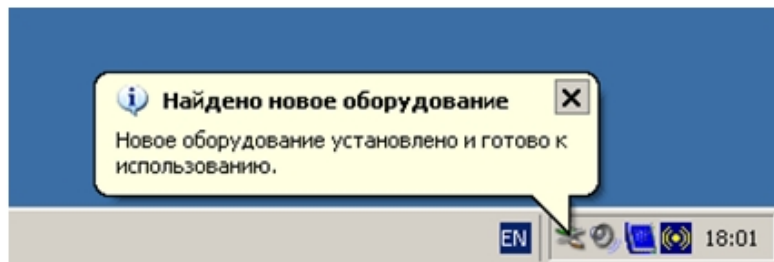 Найдено новое оборудование
Новое оборудование установлено и готово к
использованию.
EN 18:01